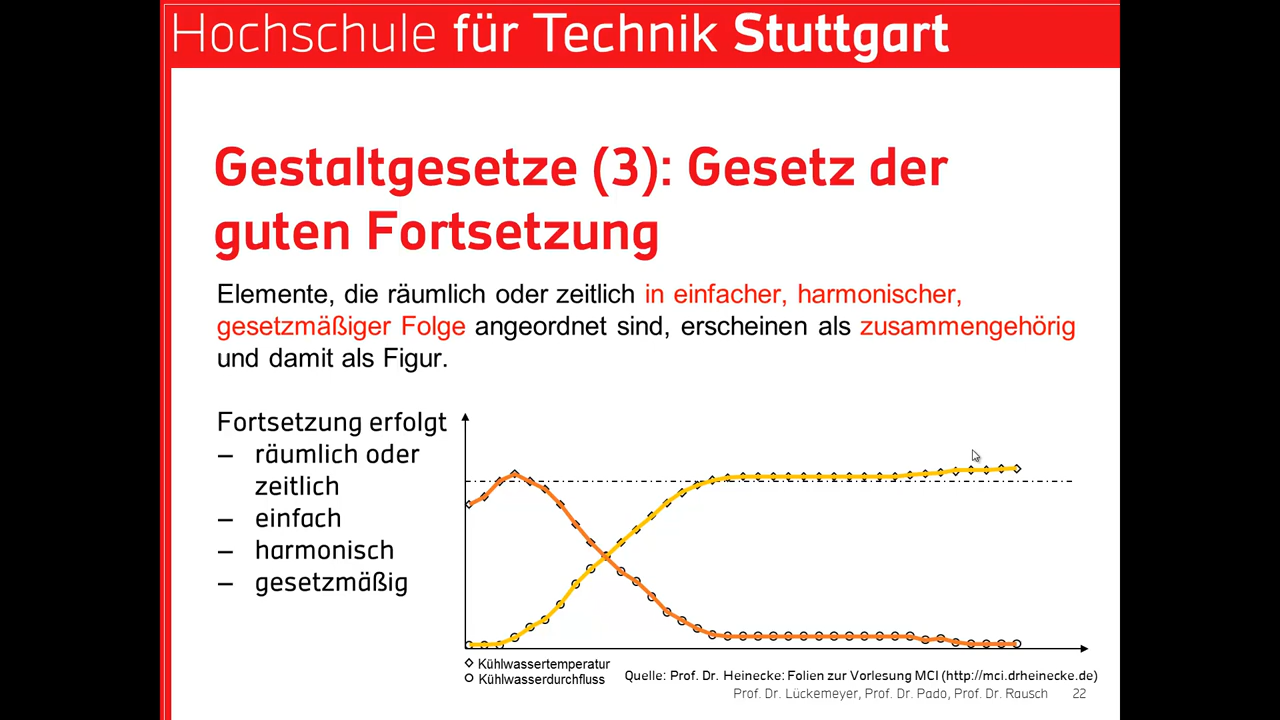 Hochschule für Technik Stuttgart
Gestaltgesetze (3): Gesetz der
guten Fortsetzung
Elemente, die räumlich oder zeitlich in einfacher, harmonischer,
gesetzmäßiger Folge angeordnet sind, erscheinen als zusammengehörig
und damit als Figur.
Fortsetzung erfolgt
– räumlich oder
zeitlich
– einfach
– harmonisch
– gesetzmäßig
Kühlwassertemperatur
Kühlwasserdurchfluss
Quelle: Prof. Dr. Heinecke: Folien zur Vorlesung MCI (http://mci.drheinecke.de)
Prof. Dr. Lückemeyer, Prof. Dr. Pado, Prof. Dr. Rausch 22